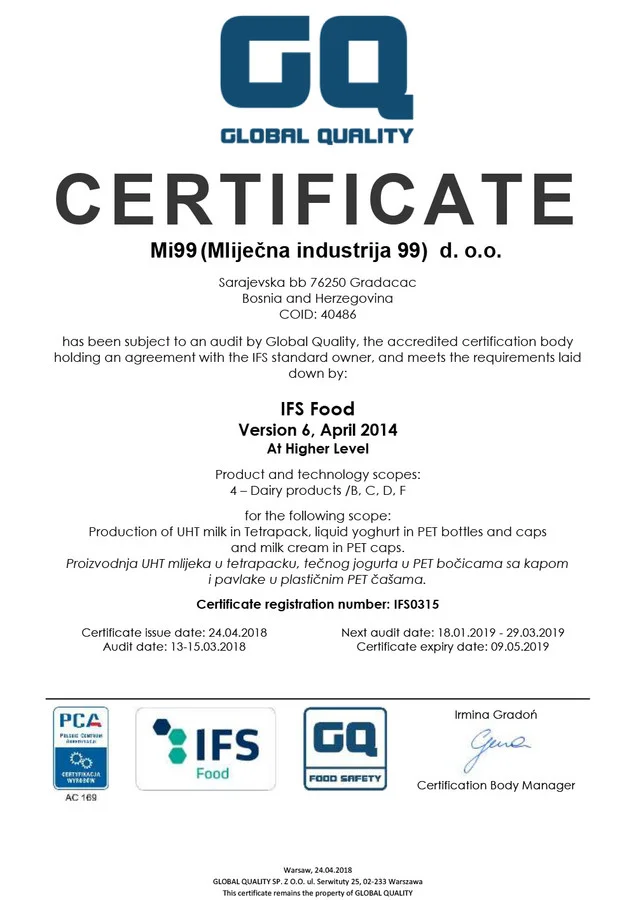 GQ
GLOBAL QUALITY
CERTIFICATE
Mi99 (Mliječna industrija 99) d. o.o.
Sarajevska bb 76250 Gradacac
Bosnia and Herzegovina
COID: 40486
has been subject to an audit by Global Quality, the accredited certification body
holding an agreement with the IFS standard owner, and meets the requirements laid
down by:
IFS Food
Version 6, April 2014
At Higher Level
Product and technology scopes:
4 – Dairy products /B, C, D, F
for the following scope:
Production of UHT milk in Tetrapack, liquid yoghurt in PET bottles and caps
and milk cream in PET caps.
Proizvodnja UHT mlijeka u tetrapacku, tečnog jogurta u PET bočicama sa kapom
i pavlake u plastičnim PET čašama.
Certificate registration number: IFS0315
Certificate issue date: 24.04.2018
Audit date: 13-15.03.2018
Next audit date: 18.01.2019 - 29.03.2019
Certificate expiry date: 09.05.2019
PCA
POLSKIE CENTRUM
AKREDYTACJI
CERTYFIKACJA
WYROBÓW
AC 169
IFS
Food
GQ
FOOD SAFETY
Irmina Gradoń
Certification Body Manager
Warsaw, 24.04.2018
GLOBAL QUALITY SP. Z O.O. ul. Serwituty 25, 02-233 Warszawa
This certificate remains the property of GLOBAL QUALITY